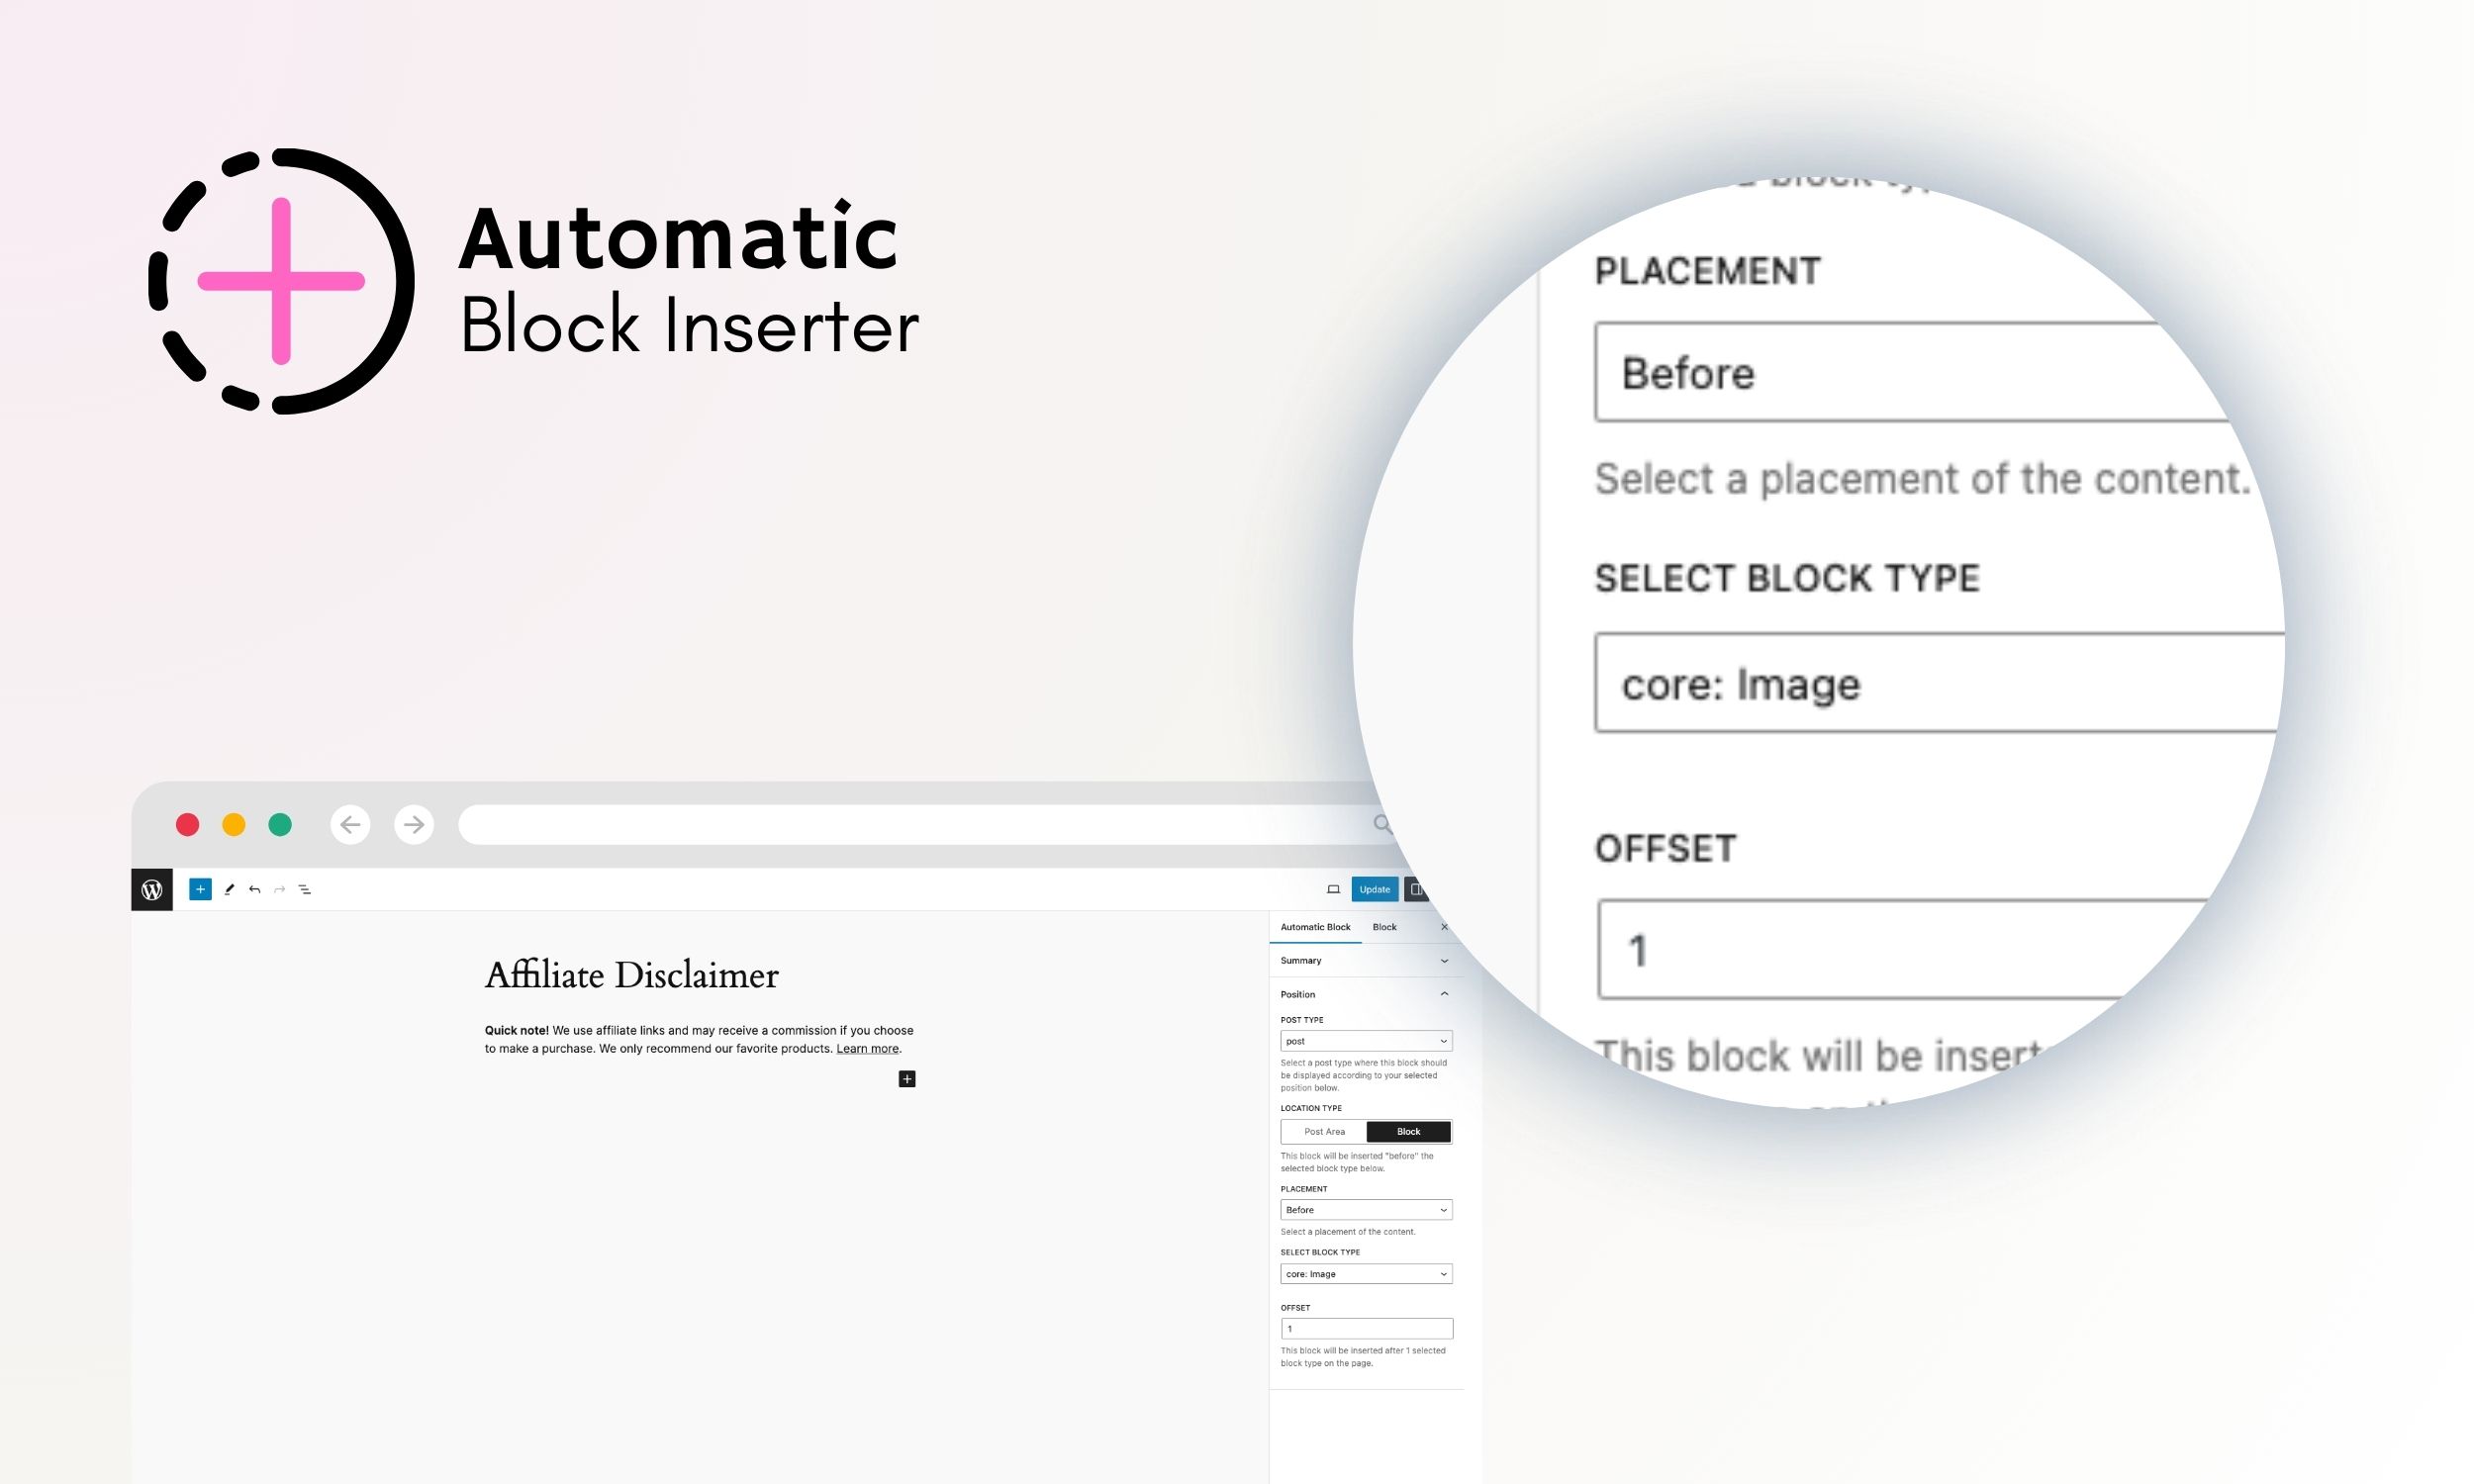 Automatic
Block Inserter
PLACEMENT
Before
Select a placement of the content.
SELECT BLOCK TYPE
core: Image
OFFSET
1
This block will be
Update
Automatic Block
Block
Affiliate Disclaimer
Quick note! We use affiliate links and may receive a commission if you choose
to make a purchase. We only recommend our favorite products. Learn more.
Summary
Position
POST TYPE
post
Select a post type where this block should
be displayed according to your selected
position below.
LOCATION TYPE
Post Area
Block
This block will be inserted "before" the
selected block type below.
PLACEMENT
Before
Select a placement of the content.
SELECT BLOCK TYPE
core: Image
OFFSET
1
This block will be inserted after 1 selected
block type on the page.